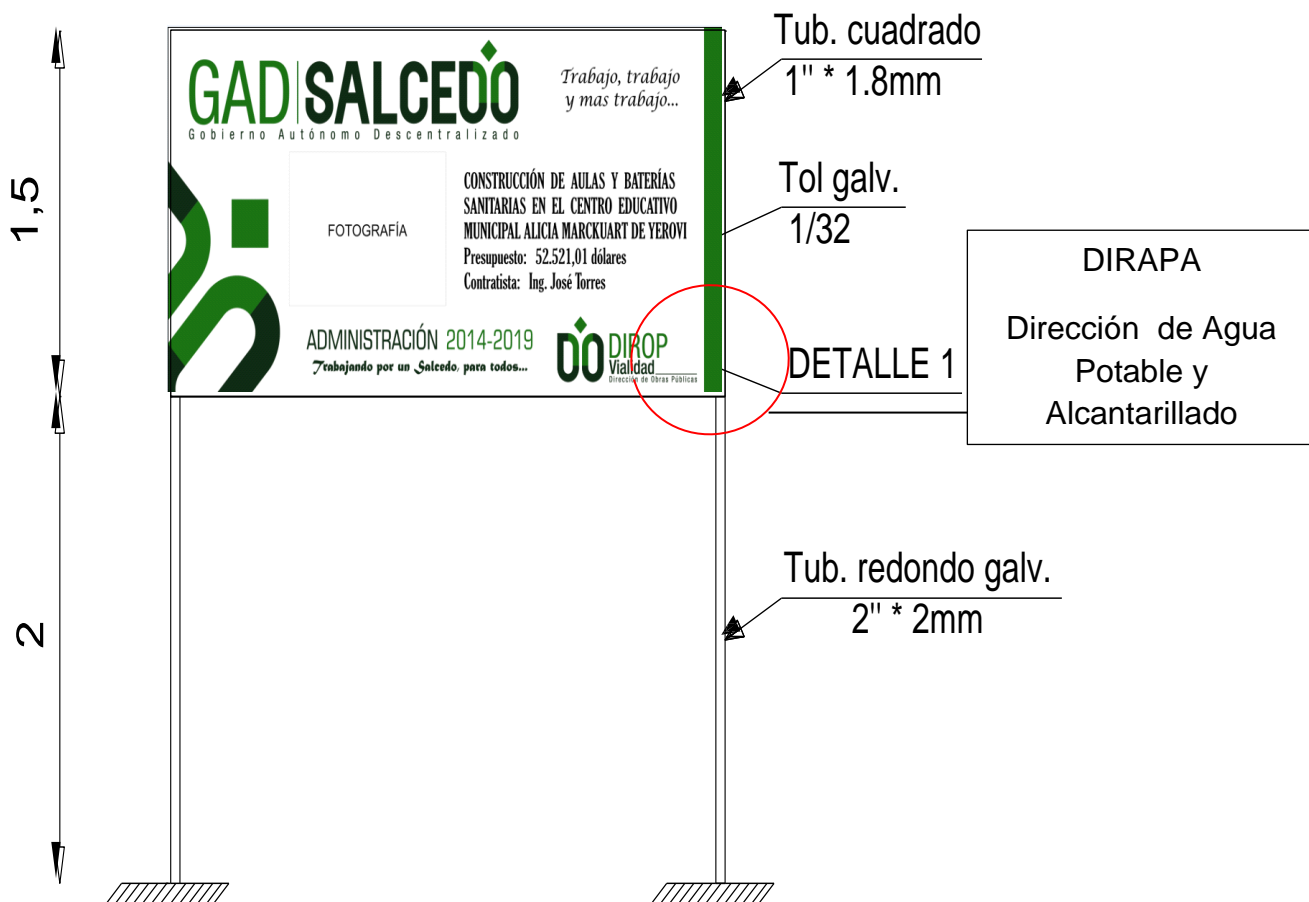 GAD SALCEDO
Gobierno Autónomo Descentralizado
Trabajo, trabajo
y mas trabajo...
FOTOGRAFÍA
CONSTRUCCIÓN DE AULAS Y BATERÍAS
SANITARIAS EN EL CENTRO EDUCATIVO
MUNICIPAL ALICIA MARCKUART DE YEROVI
Presupuesto: 52.521,01 dólares
Contratista: Ing. José Torres
ADMINISTRACIÓN 2014-2019
Trabajando por un Salcedo, para todos...
DIROP
Vialidad
Dirección de Obras Públicas
1,5
2
Tub. cuadrado
1" * 1.8mm
Tol galv.
1/32
DETALLE 1
DIRAPA
Dirección de Agua
Potable y
Alcantarillado
Tub. redondo galv.
2" * 2mm